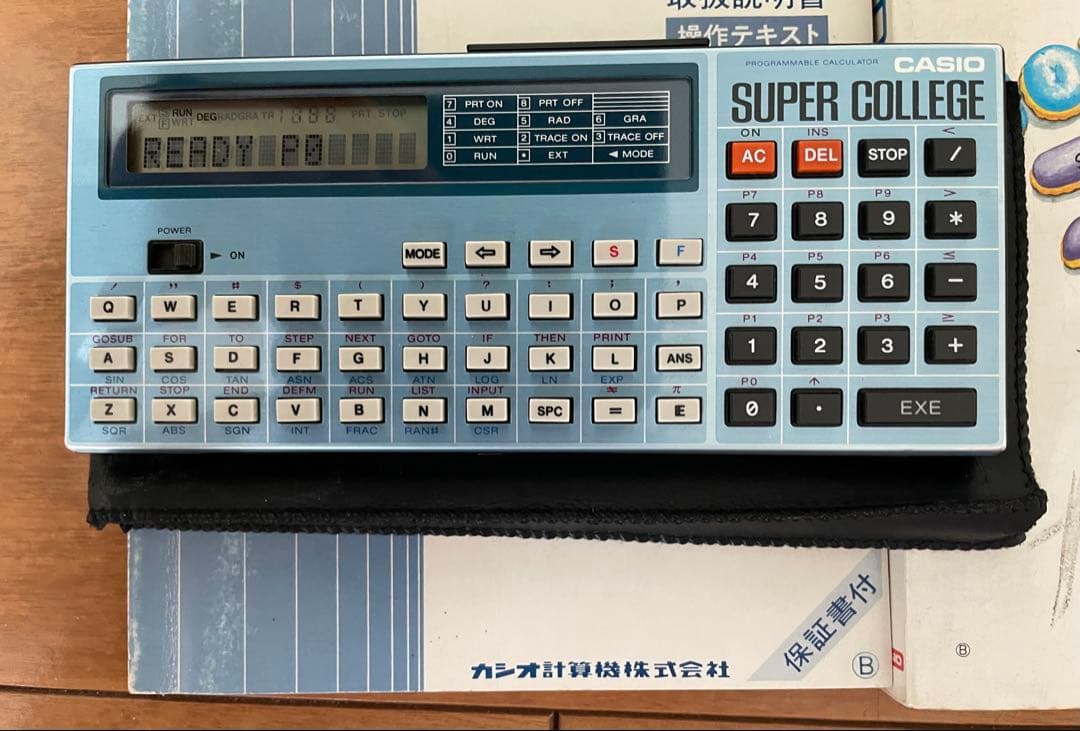 取扱説明書
操作テキスト
PROGRAMMABLE CALCULATOR CASIO
SUPER COLLEGE
EXT S RUN
F WRT DEG RAD GRA TR PRT STOP
READY P0
7 PRT ON 8 PRT OFF
4 DEG 5 RAD 6 GRA
1 WRT 2 TRACE ON 3 TRACE OFF
0 RUN • EXT ◄ MODE
POWER
► ON
MODE ⇦ ⇨ S F
! " # $ ( ) ? : ; ,
Q W E R T Y U I O P
GOSUB FOR TO STEP NEXT GOTO IF THEN PRINT
A S D F G H J K L ANS
SIN COS TAN ASN ACS ATN LOG LN EXP
RETURN STOP END DEFM RUN LIST INPUT ≠ π
Z X C V B N M SPC = E
SQR ABS SGN INT FRAC RAN# CSR
ON INS <
AC DEL STOP /
P7 P8 P9 >
7 8 9 *
P4 P5 P6 ≤
4 5 6 −
P1 P2 P3 ≥
1 2 3 +
P0 ↑
0 • EXE
カシオ計算機株式会社
保証書付
Ⓑ
Ⓑ